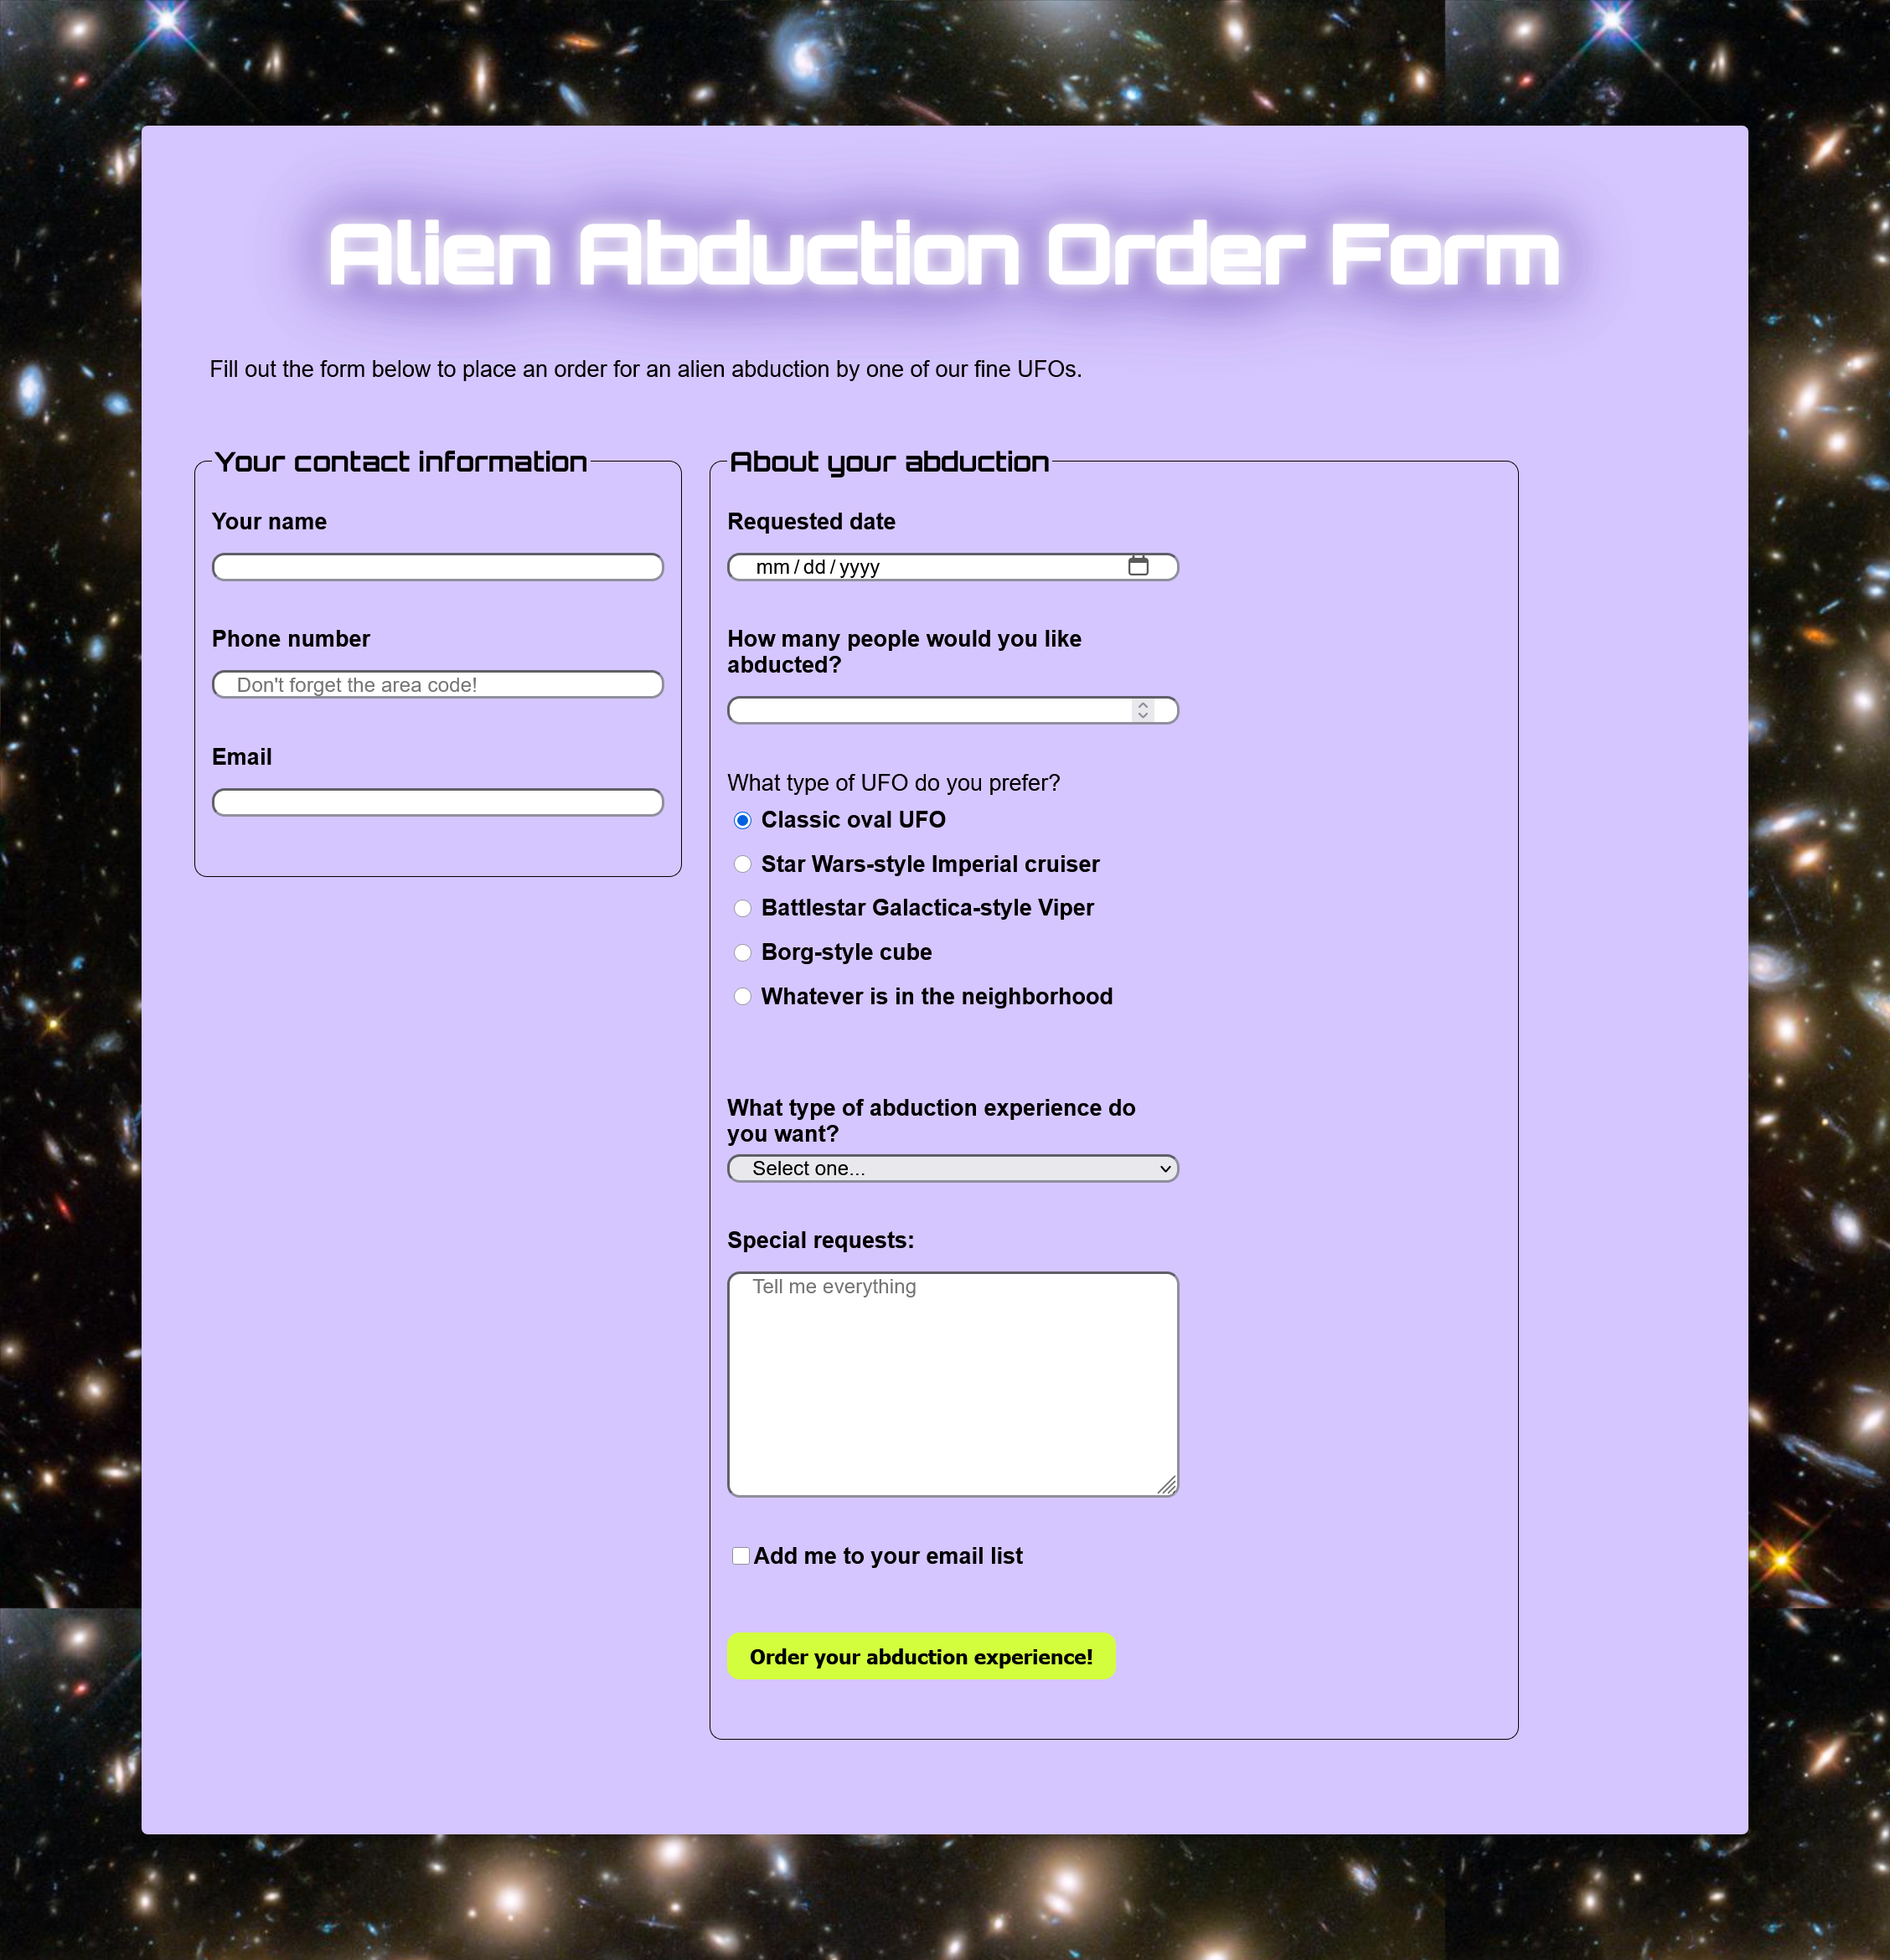 Alien Abduction Order Form
Fill out the form below to place an order for an alien abduction by one of our fine UFOs.
Your contact information
Your name
Phone number
Don't forget the area code!
Email
About your abduction
Requested date
mm / dd / yyyy
How many people would you like
abducted?
What type of UFO do you prefer?
Classic oval UFO
Star Wars-style Imperial cruiser
Battlestar Galactica-style Viper
Borg-style cube
Whatever is in the neighborhood
What type of abduction experience do
you want?
Select one...
Special requests:
Tell me everything
Add me to your email list
Order your abduction experience!